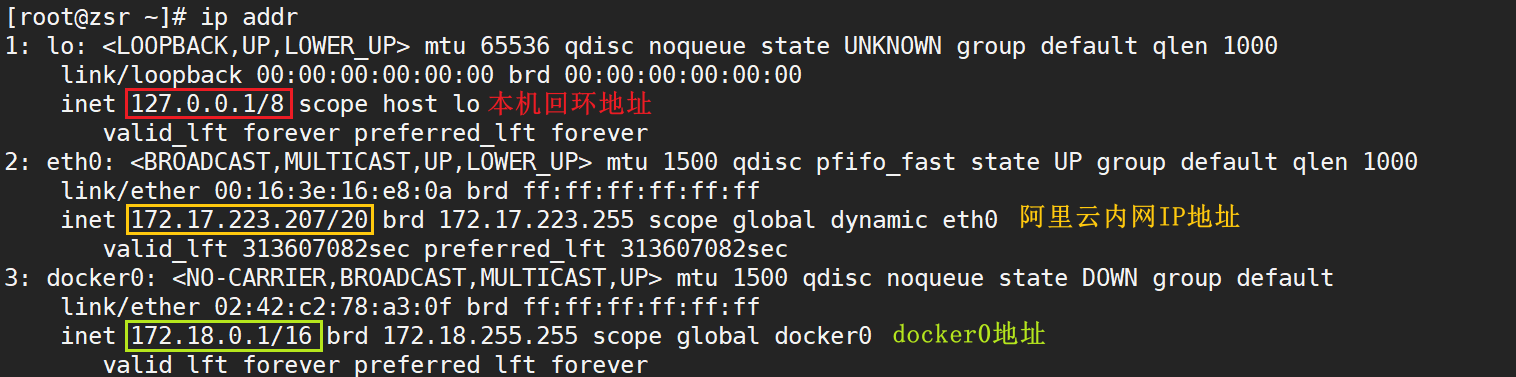 [root@zsr ~]# ip addr
1: lo: <LOOPBACK,UP,LOWER_UP> mtu 65536 qdisc noqueue state UNKNOWN group default qlen 1000
    link/loopback 00:00:00:00:00:00 brd 00:00:00:00:00:00
    inet 127.0.0.1/8 scope host lo 本机回环地址
       valid_lft forever preferred_lft forever
2: eth0: <BROADCAST,MULTICAST,UP,LOWER_UP> mtu 1500 qdisc pfifo_fast state UP group default qlen 1000
    link/ether 00:16:3e:16:e8:0a brd ff:ff:ff:ff:ff:ff
    inet 172.17.223.207/20 brd 172.17.223.255 scope global dynamic eth0 阿里云内网IP地址
       valid_lft 313607082sec preferred_lft 313607082sec
3: docker0: <NO-CARRIER,BROADCAST,MULTICAST,UP> mtu 1500 qdisc noqueue state DOWN group default
    link/ether 02:42:c2:78:a3:0f brd ff:ff:ff:ff:ff:ff
    inet 172.18.0.1/16 brd 172.18.255.255 scope global docker0 docker0地址
       valid_lft forever preferred_lft forever